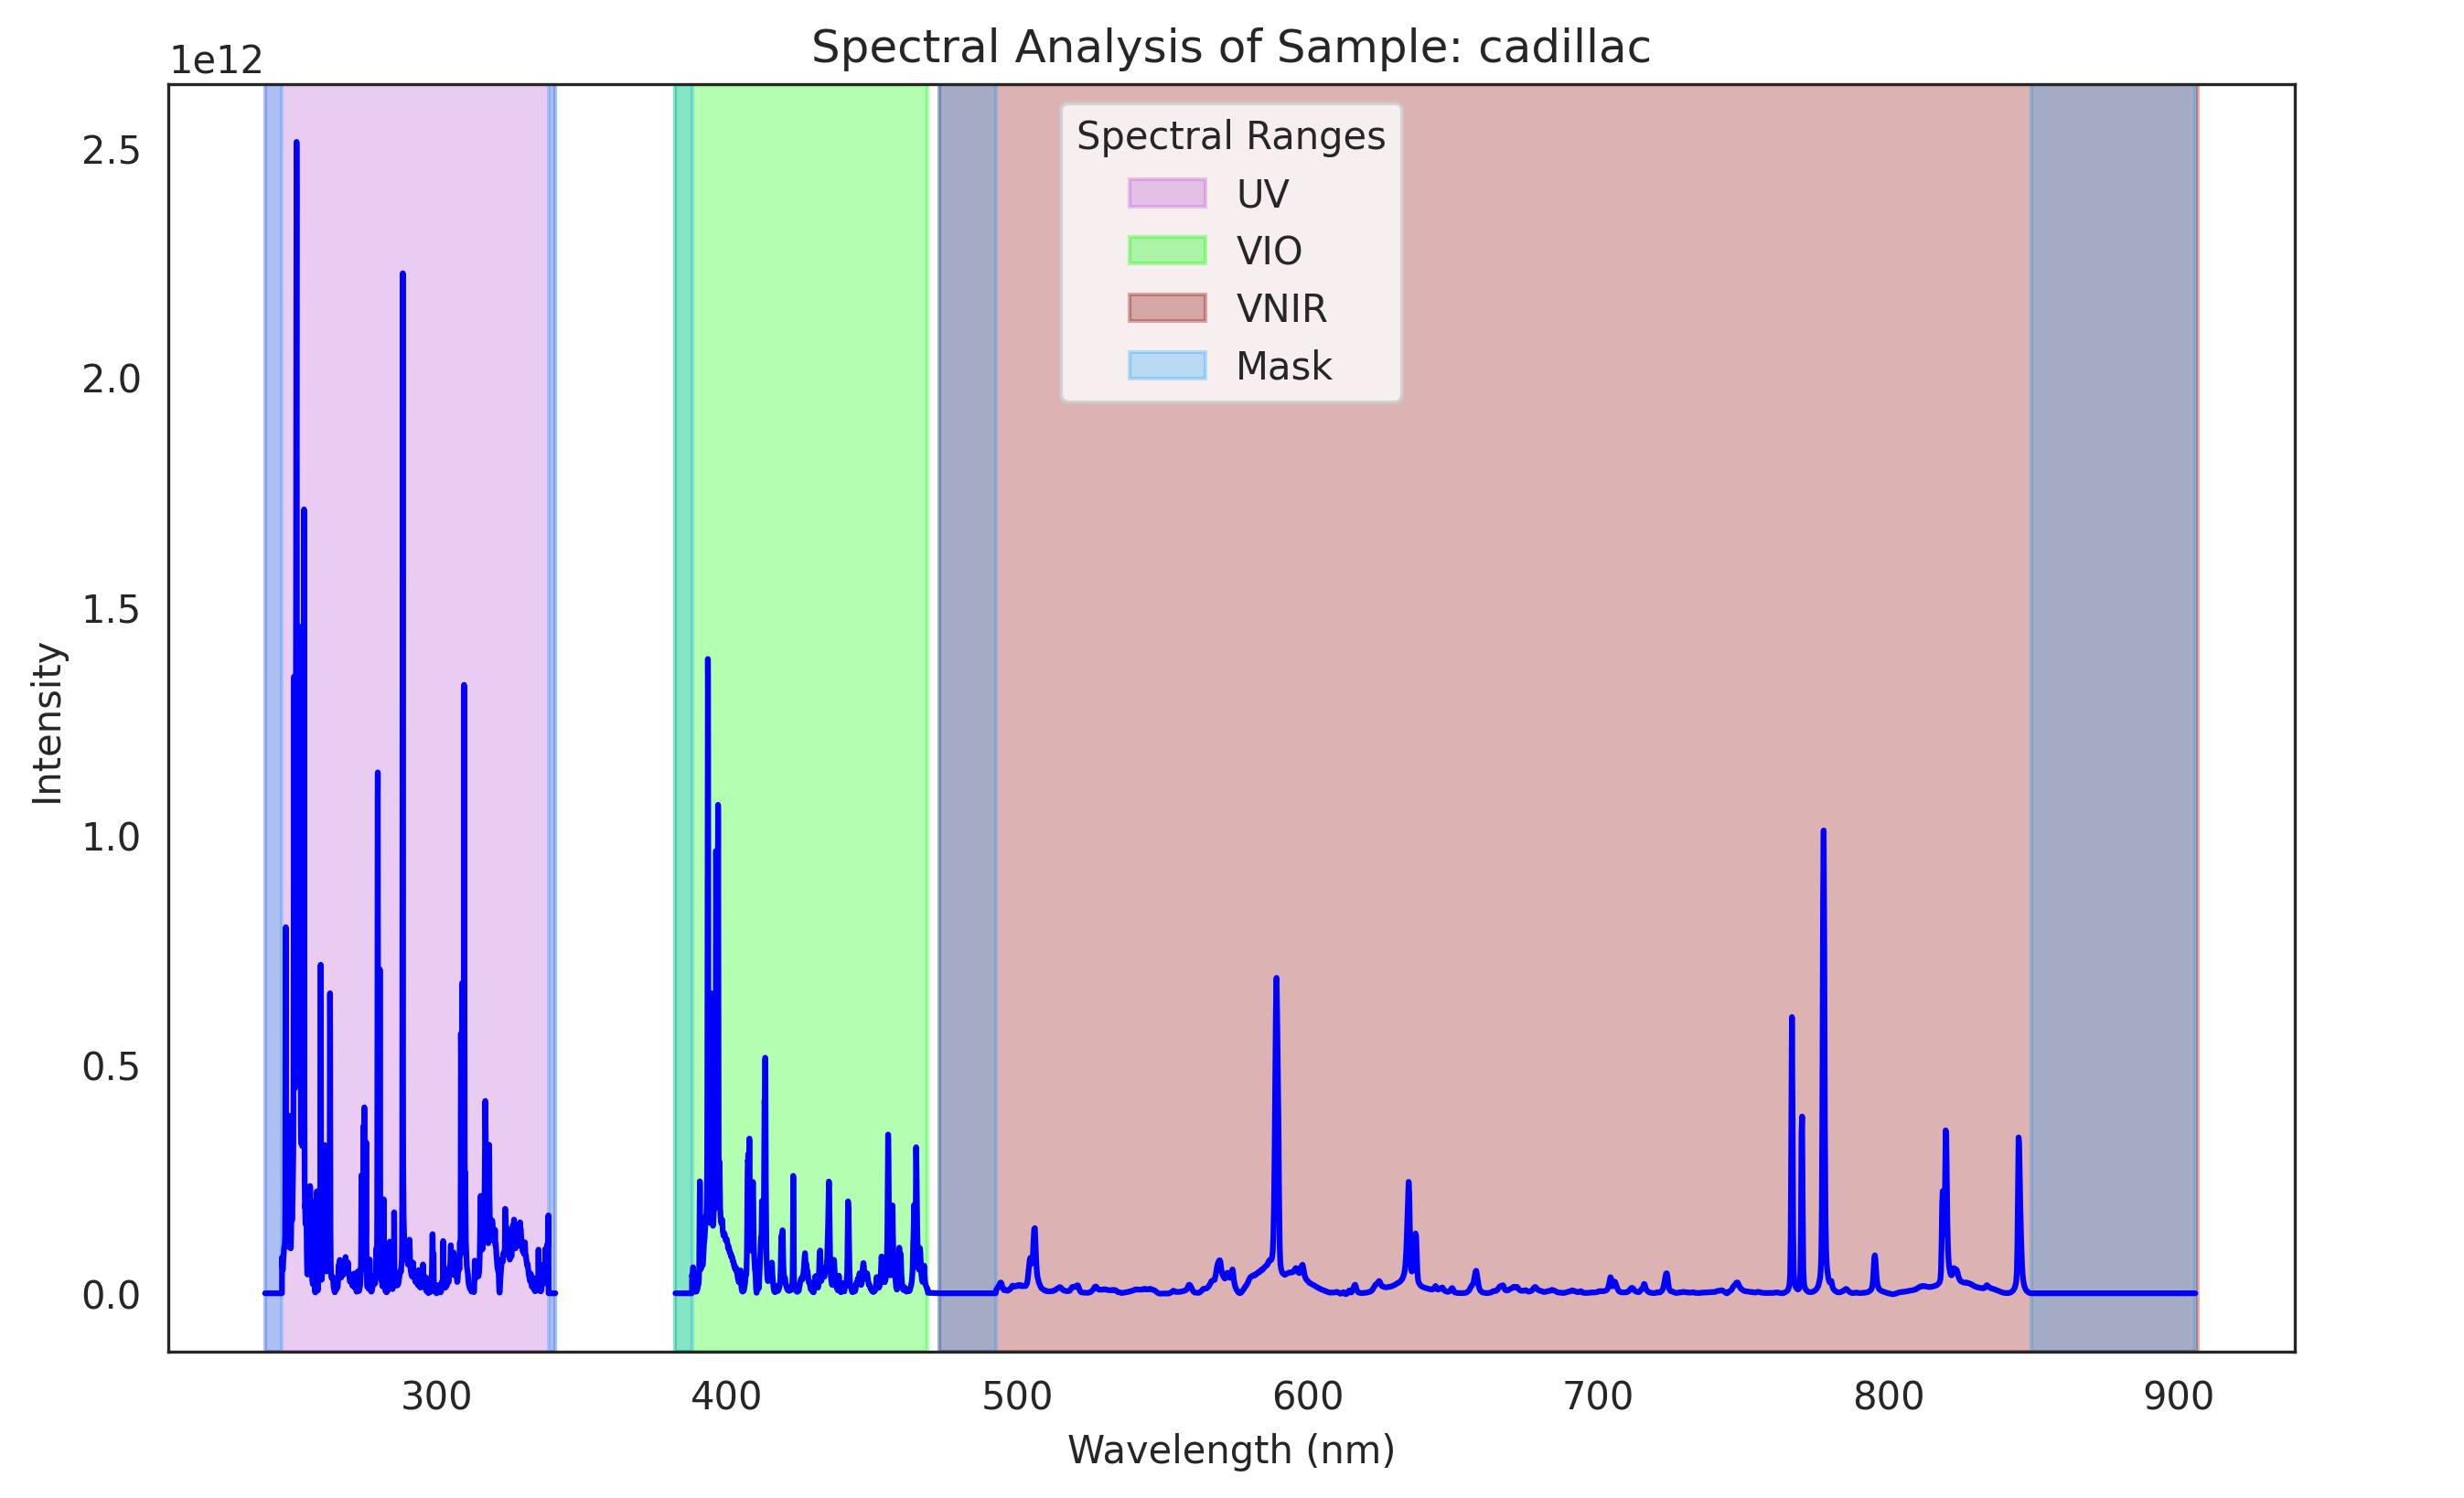 Spectral Analysis of Sample: cadillac
1e12
Spectral Ranges
UV
VIO
VNIR
Mask
2.5
2.0
1.5
1.0
0.5
0.0
Intensity
300 400 500 600 700 800 900
Wavelength (nm)